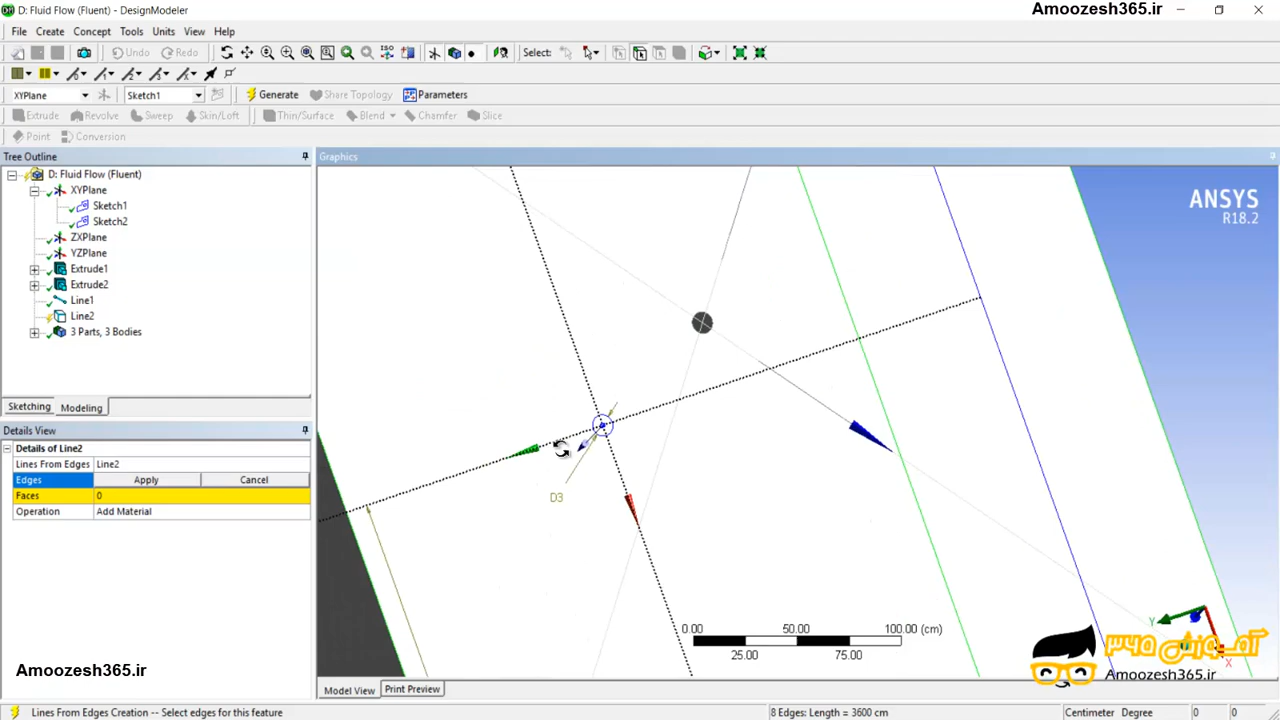 D: Fluid Flow (Fluent) - DesignModeler
Amoozesh365.ir
File Create Concept Tools Units View Help
Undo Redo Select:
XYPlane Sketch1 Generate Share Topology Parameters
Extrude Revolve Sweep Skin/Loft Thin/Surface Blend Chamfer Slice
Point Conversion
Tree Outline
D: Fluid Flow (Fluent)
XYPlane
Sketch1
Sketch2
ZXPlane
YZPlane
Extrude1
Extrude2
Line1
Line2
3 Parts, 3 Bodies
Sketching Modeling
Details View
Details of Line2
Lines From Edges Line2
Edges Apply Cancel
Faces 0
Operation Add Material
Graphics
ANSYS
R18.2
D3
0.00 50.00 100.00 (cm)
25.00 75.00
Y
X
آموزش ۳۶۵
Amoozesh365.ir
Amoozesh365.ir
Model View Print Preview
Lines From Edges Creation -- Select edges for this feature
8 Edges: Length = 3600 cm
Centimeter Degree 0 0